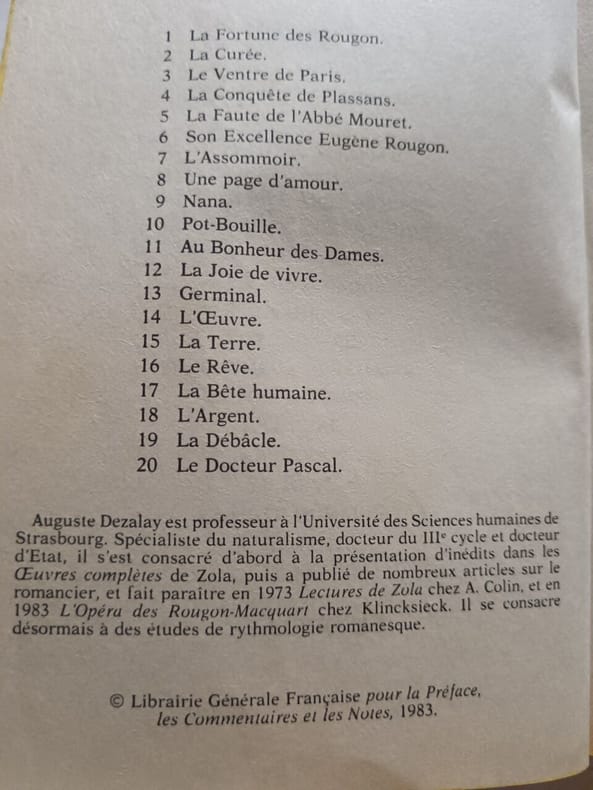 1 La Fortune des Rougon.
2 La Curée.
3 Le Ventre de Paris.
4 La Conquête de Plassans.
5 La Faute de l'Abbé Mouret.
6 Son Excellence Eugène Rougon.
7 L'Assommoir.
8 Une page d'amour.
9 Nana.
10 Pot-Bouille.
11 Au Bonheur des Dames.
12 La Joie de vivre.
13 Germinal.
14 L'Œuvre.
15 La Terre.
16 Le Rêve.
17 La Bête humaine.
18 L'Argent.
19 La Débâcle.
20 Le Docteur Pascal.
Auguste Dezalay est professeur à l'Université des Sciences humaines de
Strasbourg. Spécialiste du naturalisme, docteur du IIIe cycle et docteur
d'Etat, il s'est consacré d'abord à la présentation d'inédits dans les
Œuvres complètes de Zola, puis a publié de nombreux articles sur le
romancier, et fait paraître en 1973 Lectures de Zola chez A. Colin, et en
1983 L'Opéra des Rougon-Macquart chez Klincksieck. Il se consacre
désormais à des études de rythmologie romanesque.
© Librairie Générale Française pour la Préface,
les Commentaires et les Notes, 1983.